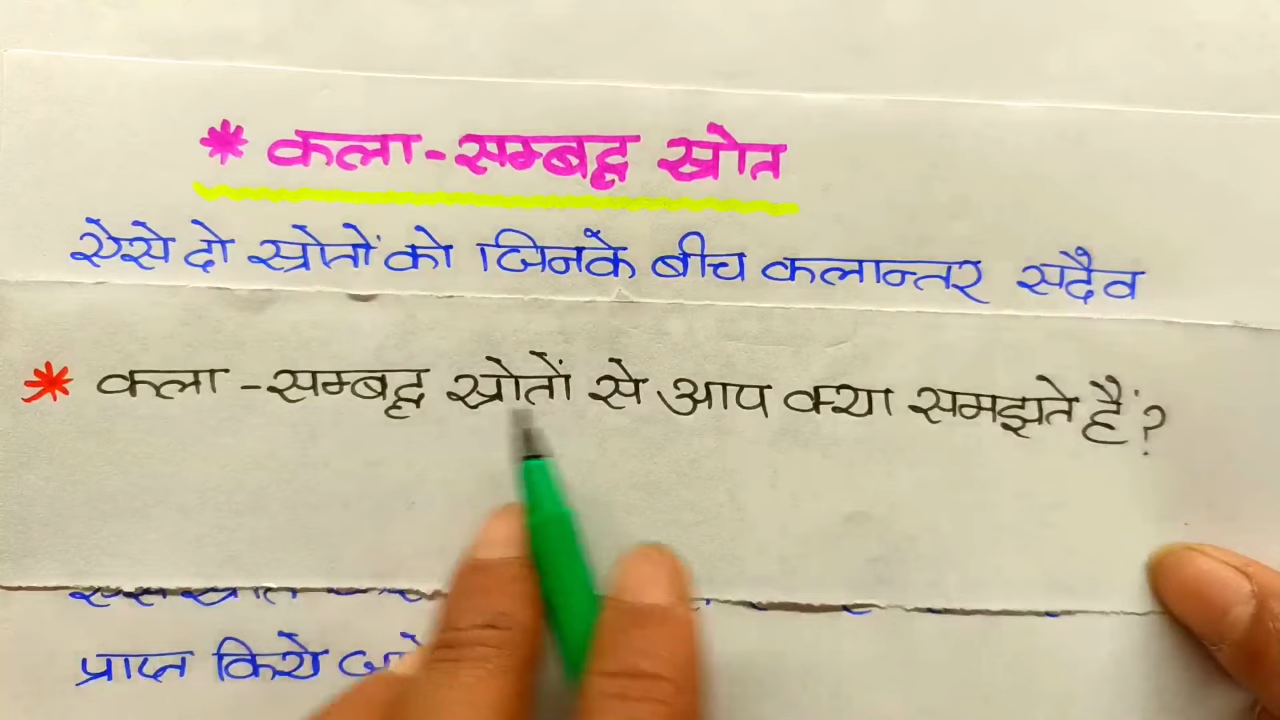 * कला-सम्बद्ध स्रोत
ऐसे दो स्रोतों को जिनके बीच कलान्तर सदैव
* कला-सम्बद्ध स्रोतों से आप क्या समझते हैं?
प्राप्त किये